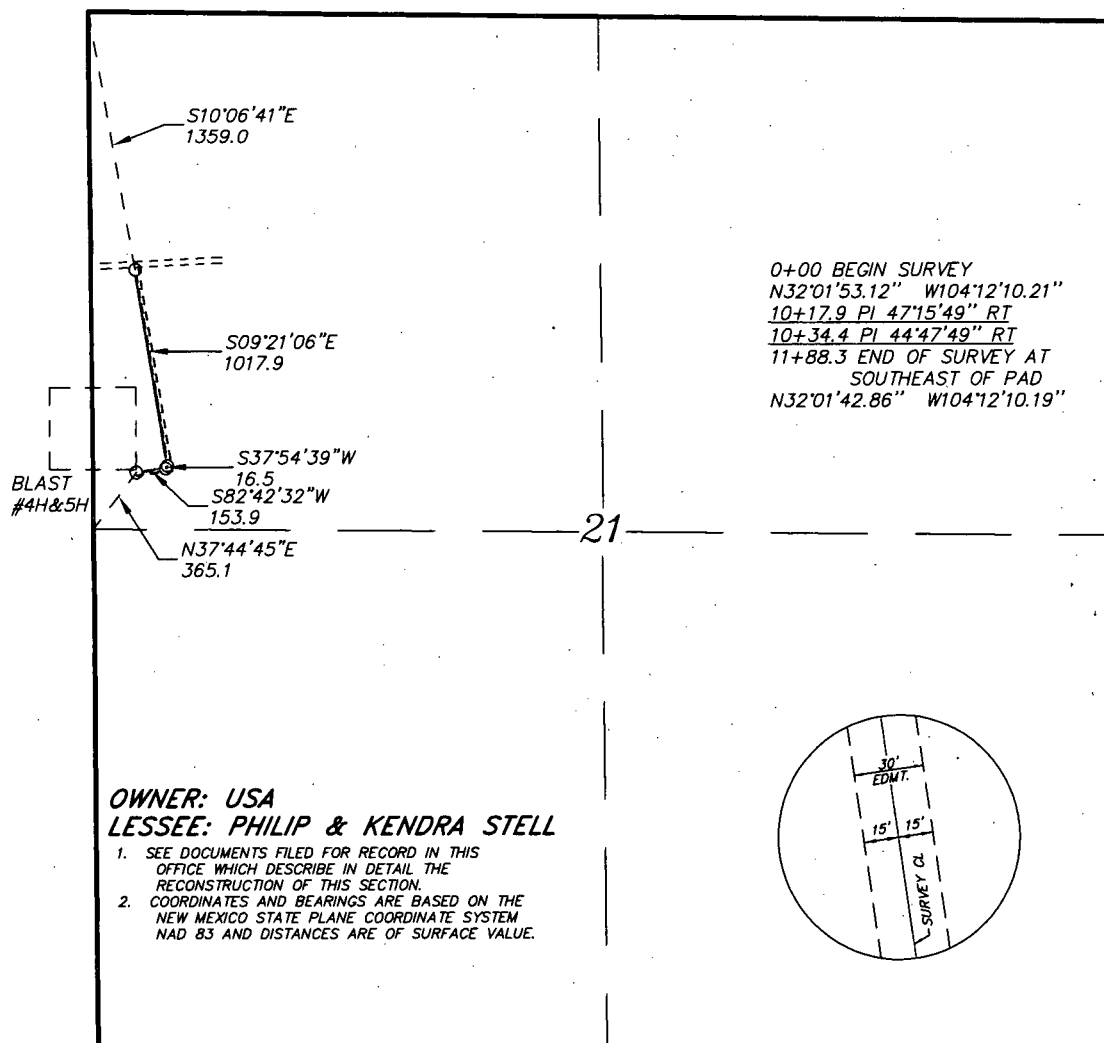 S10°06'41"E
1359.0
0+00 BEGIN SURVEY
N32°01'53.12" W104°12'10.21"
10+17.9 PI 47°15'49" RT
10+34.4 PI 44°47'49" RT
11+88.3 END OF SURVEY AT
SOUTHEAST OF PAD
N32°01'42.86" W104°12'10.19"
S09°21'06"E
1017.9
S37°54'39"W
16.5
S82°42'32"W
153.9
BLAST
#4H&5H
N37°44'45"E
365.1
21
30'
EDMT.
15' 15'
SURVEY CL
OWNER: USA
LESSEE: PHILIP & KENDRA STELL
1. SEE DOCUMENTS FILED FOR RECORD IN THIS
OFFICE WHICH DESCRIBE IN DETAIL THE
RECONSTRUCTION OF THIS SECTION.
2. COORDINATES AND BEARINGS ARE BASED ON THE
NEW MEXICO STATE PLANE COORDINATE SYSTEM
NAD 83 AND DISTANCES ARE OF SURFACE VALUE.